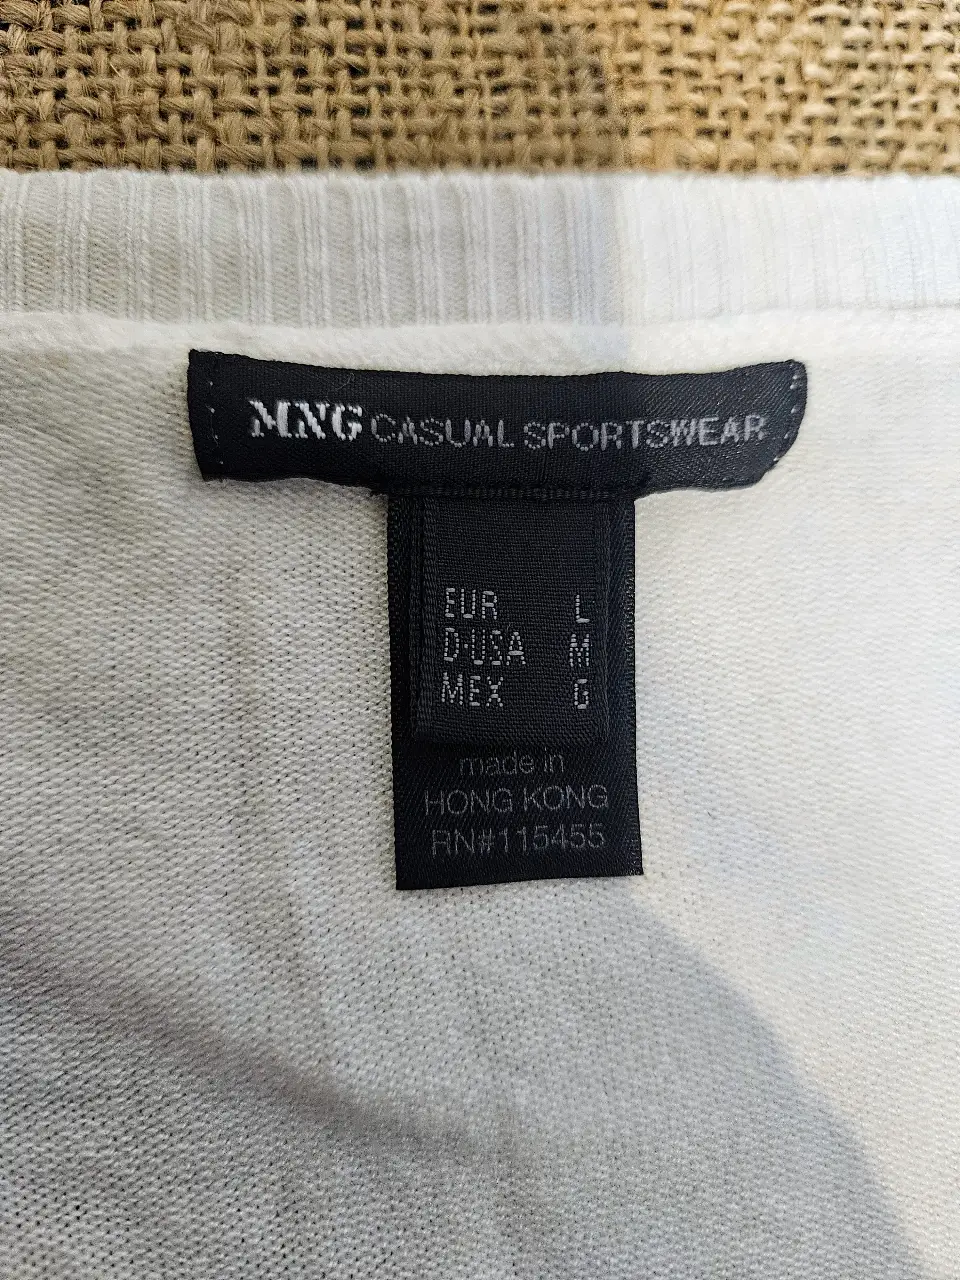 MNG CASUAL SPORTSWEAR
EUR L
D·USA M
MEX G
made in
HONG KONG
RN#115455